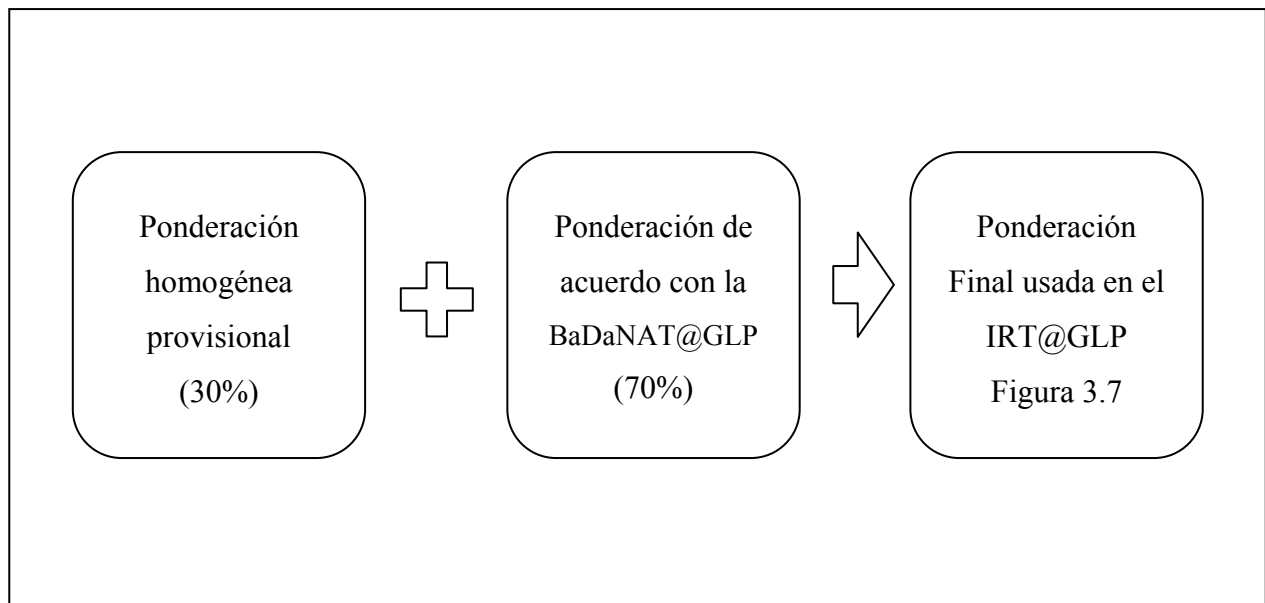 Ponderación
homogénea
provisional
(30%)
Ponderación de
acuerdo con la
BaDaNAT@GLP
(70%)
Ponderación
Final usada en el
IRT@GLP
Figura 3.7